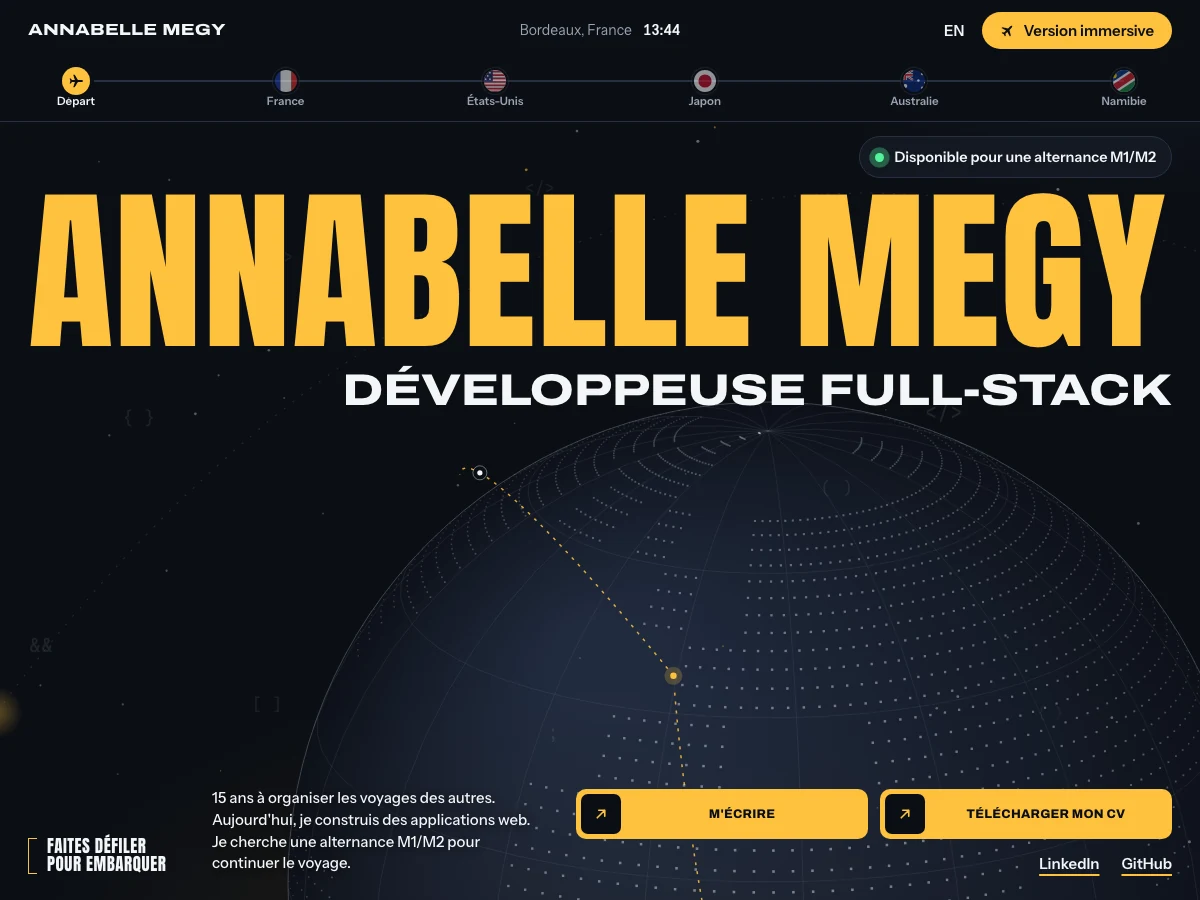 ANNABELLE MEGY
Bordeaux, France 13:44
EN
Version immersive
Départ
France
États-Unis
Japon
Australie
Namibie
Disponible pour une alternance M1/M2
</>
ANNABELLE MEGY
DÉVELOPPEUSE FULL-STACK
{ }
</>
( )
&&
[ ]
15 ans à organiser les voyages des autres.
Aujourd'hui, je construis des applications web.
Je cherche une alternance M1/M2 pour
continuer le voyage.
FAITES DÉFILER
POUR EMBARQUER
M'ÉCRIRE
TÉLÉCHARGER MON CV
LinkedIn
GitHub